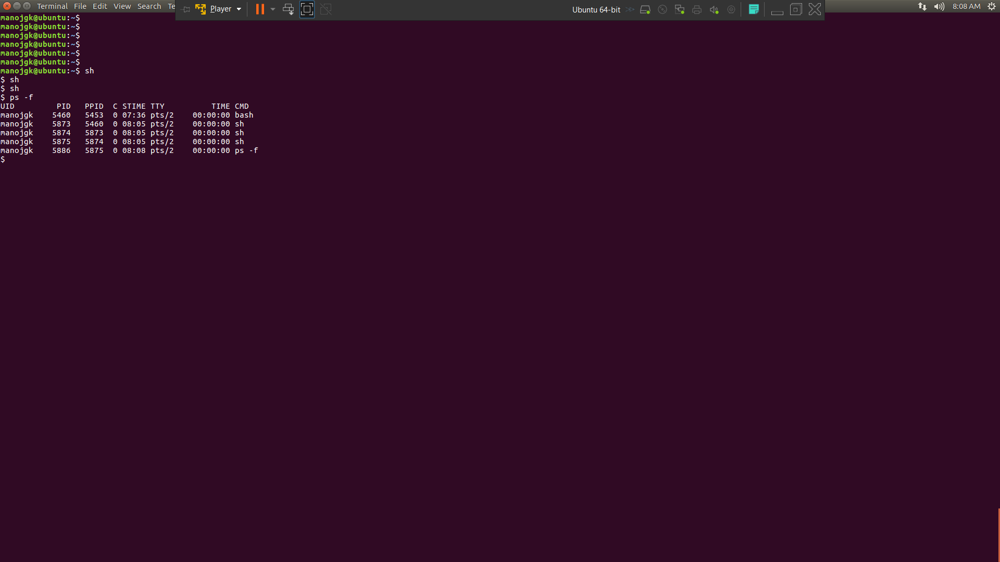 Terminal File Edit View Search Te
Player
Ubuntu 64-bit
8:08 AM
manojgk@ubuntu:~$
manojgk@ubuntu:~$
manojgk@ubuntu:~$
manojgk@ubuntu:~$
manojgk@ubuntu:~$
manojgk@ubuntu:~$
manojgk@ubuntu:~$ sh
$ sh
$ sh
$ ps -f
UID         PID   PPID  C STIME TTY          TIME CMD
manojgk    5460   5453  0 07:36 pts/2    00:00:00 bash
manojgk    5873   5460  0 08:05 pts/2    00:00:00 sh
manojgk    5874   5873  0 08:05 pts/2    00:00:00 sh
manojgk    5875   5874  0 08:05 pts/2    00:00:00 sh
manojgk    5886   5875  0 08:08 pts/2    00:00:00 ps -f
$